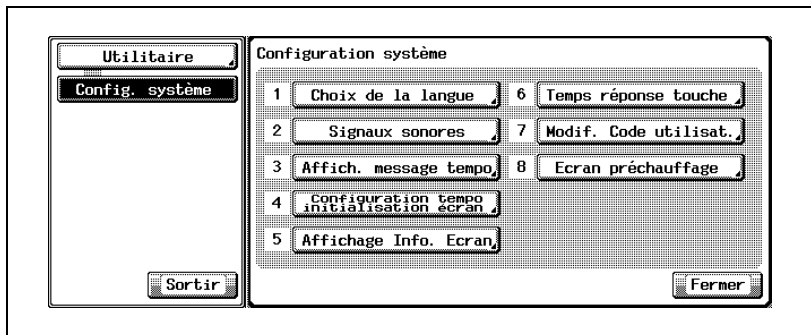 Utilitaire
Config. système
Sortir
Configuration système
1 Choix de la langue
2 Signaux sonores
3 Affich. message tempo
4 Configuration tempo
initialisation écran
5 Affichage Info. Ecran
6 Temps réponse touche
7 Modif. Code utilisat.
8 Ecran préchauffage
Fermer